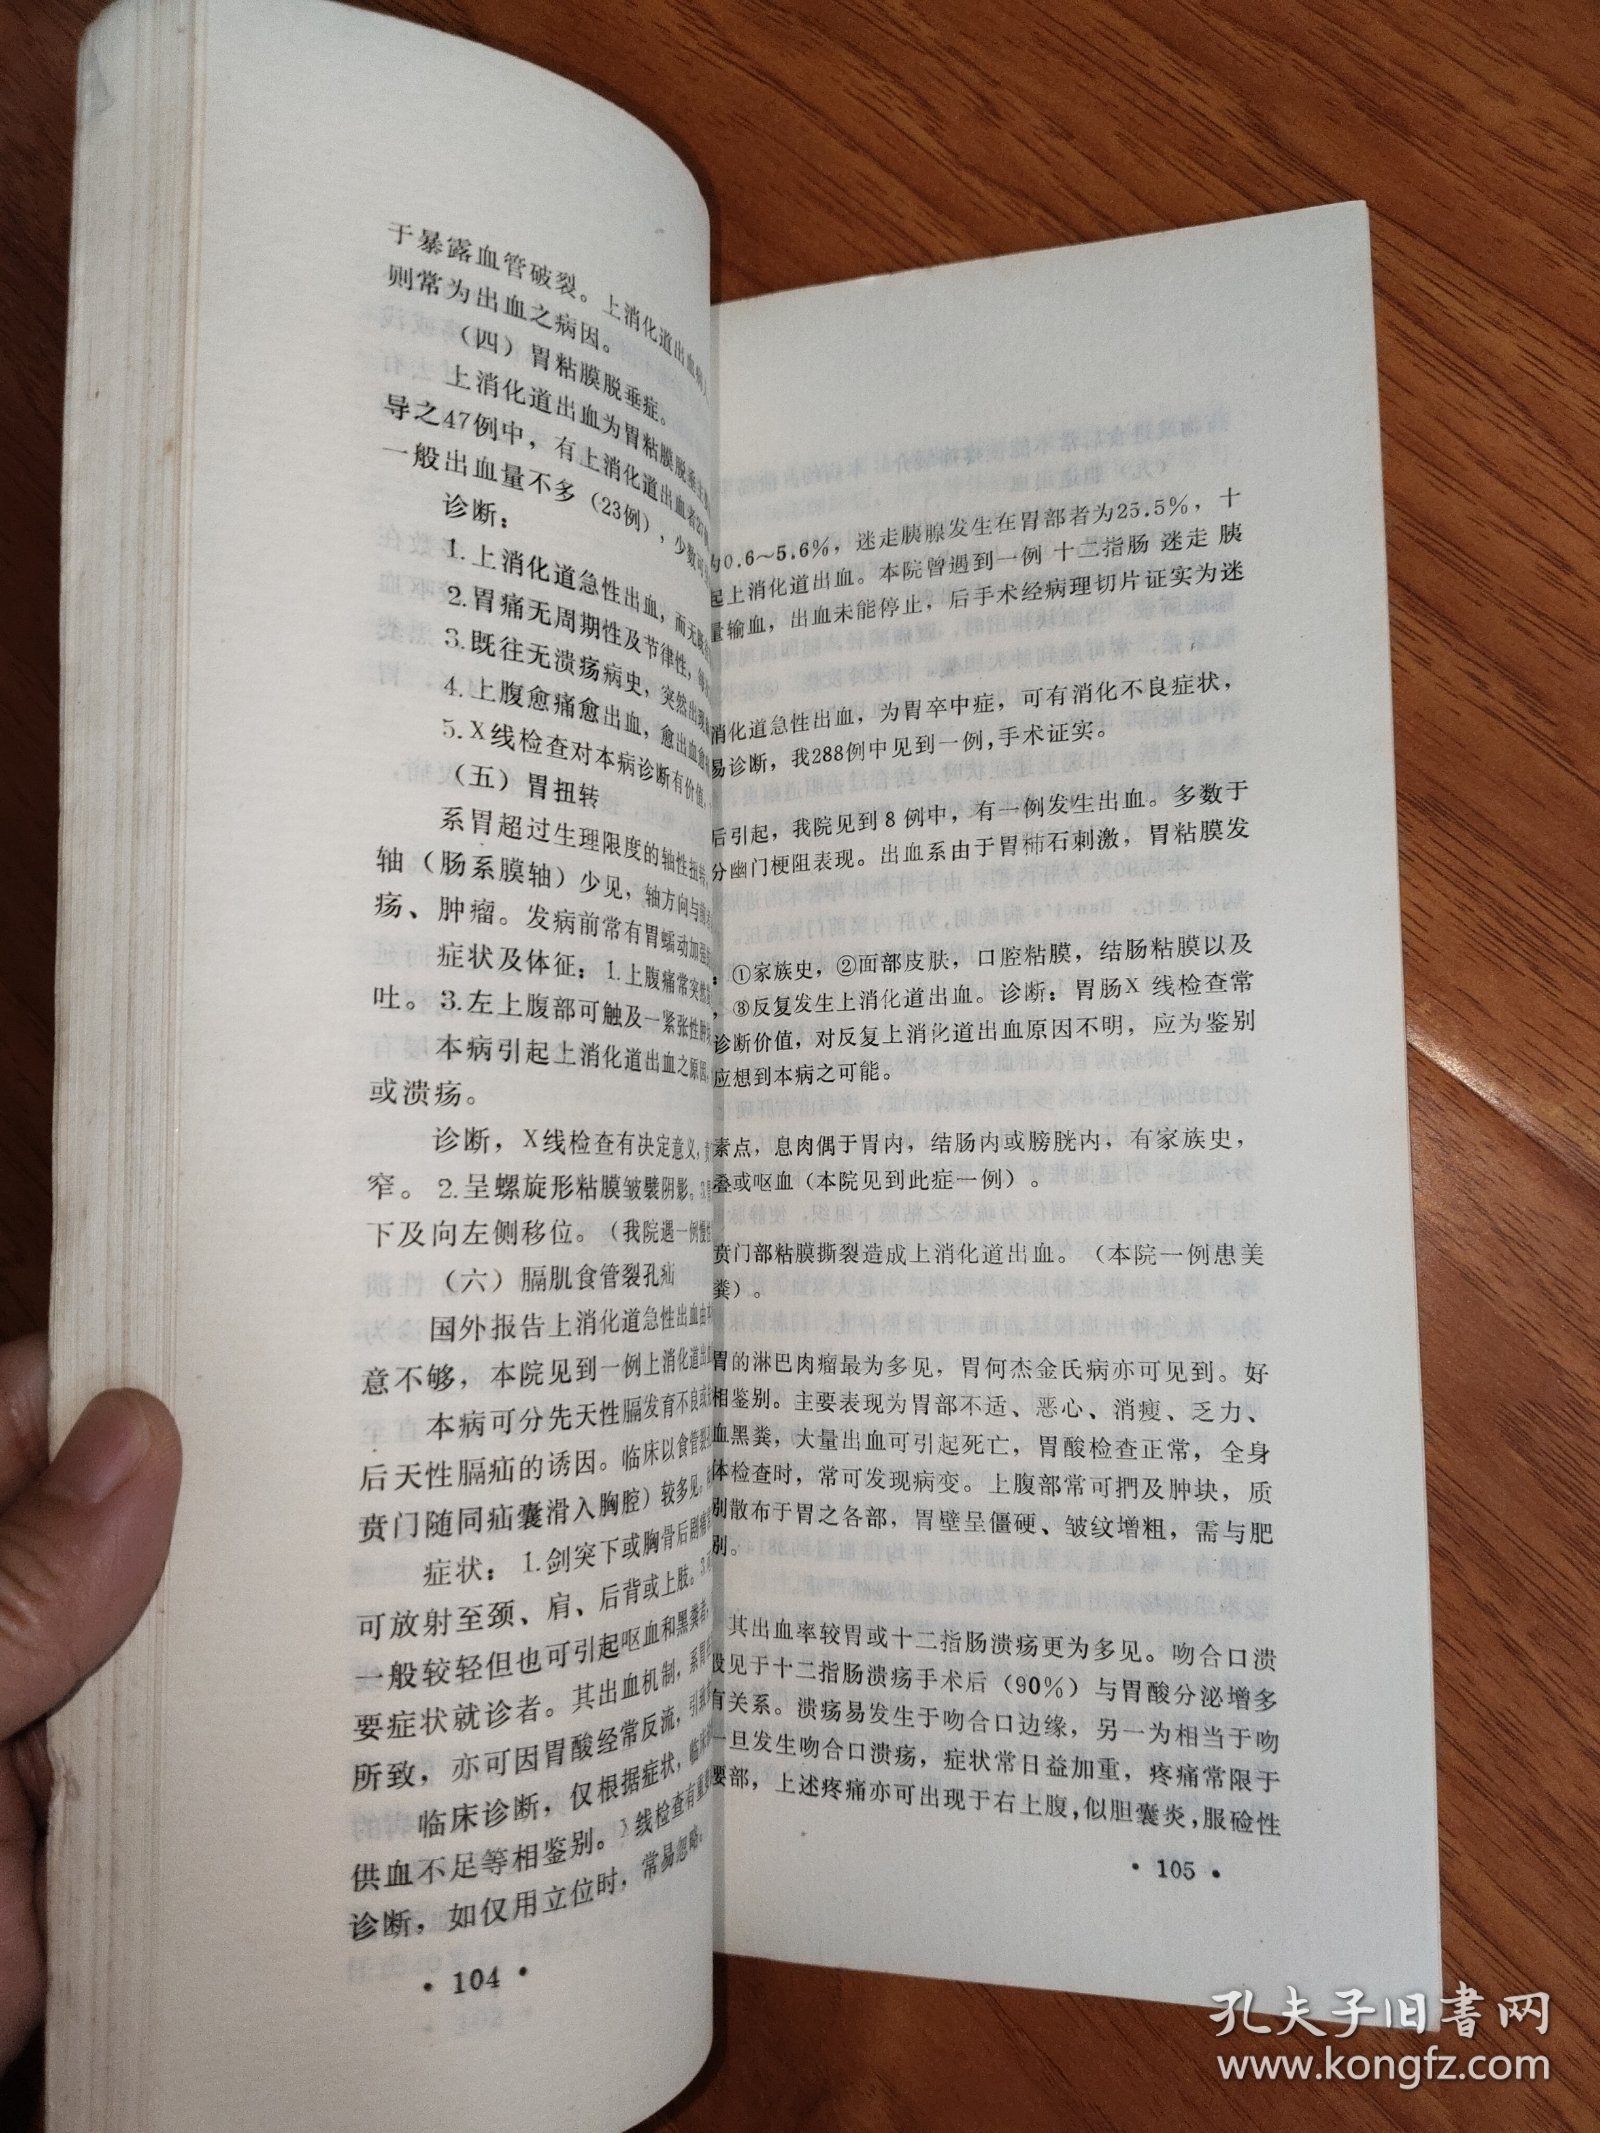 于暴露血管破裂。上消化道出血病
则常为出血之病因。
（四）胃粘膜脱垂症。
上消化道出血为胃粘膜脱垂
导之47例中，有上消化道出血者
一般出血量不多（23例），少数
诊断：
1.上消化道急性出血，而无
2.胃痛无周期性及节律性，
3.既往无溃疡病史，突然出现
4.上腹愈痛愈出血，愈出血愈
5.X线检查对本病诊断有价值，
（五）胃扭转
系胃超过生理限度的轴性扭转，
轴（肠系膜轴）少见，轴方向与
疡、肿瘤。发病前常有胃蠕动加强
症状及体征：1.上腹痛常突然
吐。3.左上腹部可触及一紧张性肿块
本病引起上消化道出血之原因，
或溃疡。
诊断，X线检查有决定意义，
窄。2.呈螺旋形粘膜皱襞阴影。3.胃
下及向左侧移位。（我院遇一例慢性
（六）膈肌食管裂孔疝
国外报告上消化道急性出血由
意不够，本院见到一例上消化道出血
本病可分先天性膈发育不良或
后天性膈疝的诱因。临床以食管裂孔
贲门随同疝囊滑入胸腔）较多见，
症状：1.剑突下或胸骨后剧痛
可放射至颈、肩、后背或上肢。3.
一般较轻但也可引起呕血和黑粪者，
要症状就诊者。其出血机制，系胃
所致，亦可因胃酸经常反流，引
临床诊断，仅根据症状，临床
供血不足等相鉴别。X线检查有重要
诊断，如仅用立位时，常易忽略。
• 104 •
为0.6～5.6%，迷走胰腺发生在胃部者为25.5%，十
起上消化道出血。本院曾遇到一例 十二指肠 迷走 胰
量输血，出血未能停止，后手术经病理切片证实为迷
消化道急性出血，为胃卒中症，可有消化不良症状，
易诊断，我288例中见到一例，手术证实。
后引起，我院见到8例中，有一例发生出血。多数于
分幽门梗阻表现。出血系由于胃柿石刺激，胃粘膜发
：①家族史，②面部皮肤，口腔粘膜，结肠粘膜以及
，③反复发生上消化道出血。诊断：胃肠X 线检查常
诊断价值，对反复上消化道出血原因不明，应为鉴别
应想到本病之可能。
素点，息肉偶于胃内，结肠内或膀胱内，有家族史，
叠或呕血（本院见到此症一例）。
贲门部粘膜撕裂造成上消化道出血。（本院一例患美
粪）。
胃的淋巴肉瘤最为多见，胃何杰金氏病亦可见到。好
相鉴别。主要表现为胃部不适、恶心、消瘦、乏力、
血黑粪，大量出血可引起死亡，胃酸检查正常，全身
体检查时，常可发现病变。上腹部常可扪及肿块，质
别散布于胃之各部，胃壁呈僵硬、皱纹增粗，需与肥
别。
其出血率较胃或十二指肠溃疡更为多见。吻合口溃
般见于十二指肠溃疡手术后（90%）与胃酸分泌增多
有关系。溃疡易发生于吻合口边缘，另一为相当于吻
一旦发生吻合口溃疡，症状常日益加重，疼痛常限于
腰部，上述疼痛亦可出现于右上腹，似胆囊炎，服硷性
• 105 •
孔夫子旧书网
www.kongfz.com